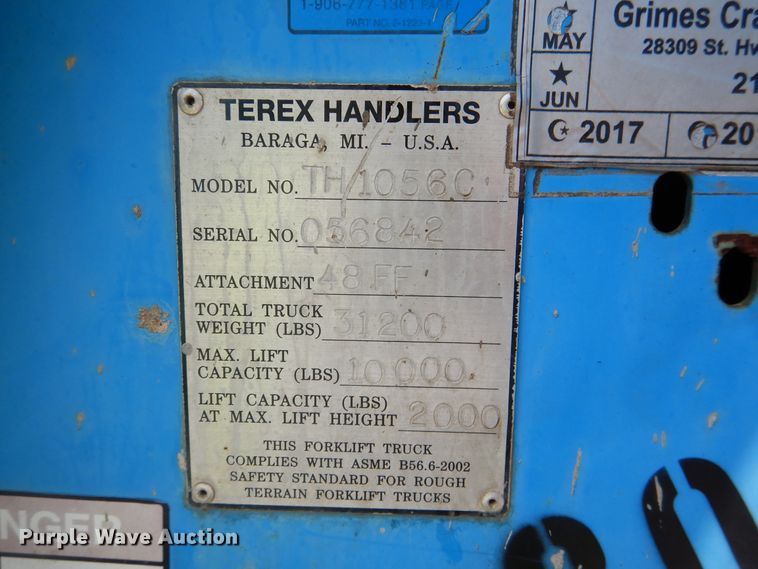 1-906-777-1381
PART NO.
MAY
JUN
2017
20
Grimes Cra
28309 St. Hw
21
TEREX HANDLERS
BARAGA, MI. - U.S.A.
MODEL NO. TH1056C
SERIAL NO. 056842
ATTACHMENT 48 FF
TOTAL TRUCK
WEIGHT (LBS) 31200
MAX. LIFT
CAPACITY (LBS) 10000
LIFT CAPACITY (LBS)
AT MAX. LIFT HEIGHT 2000
THIS FORKLIFT TRUCK
COMPLIES WITH ASME B56.6-2002
SAFETY STANDARD FOR ROUGH
TERRAIN FORKLIFT TRUCKS
NGER
Purple Wave Auction